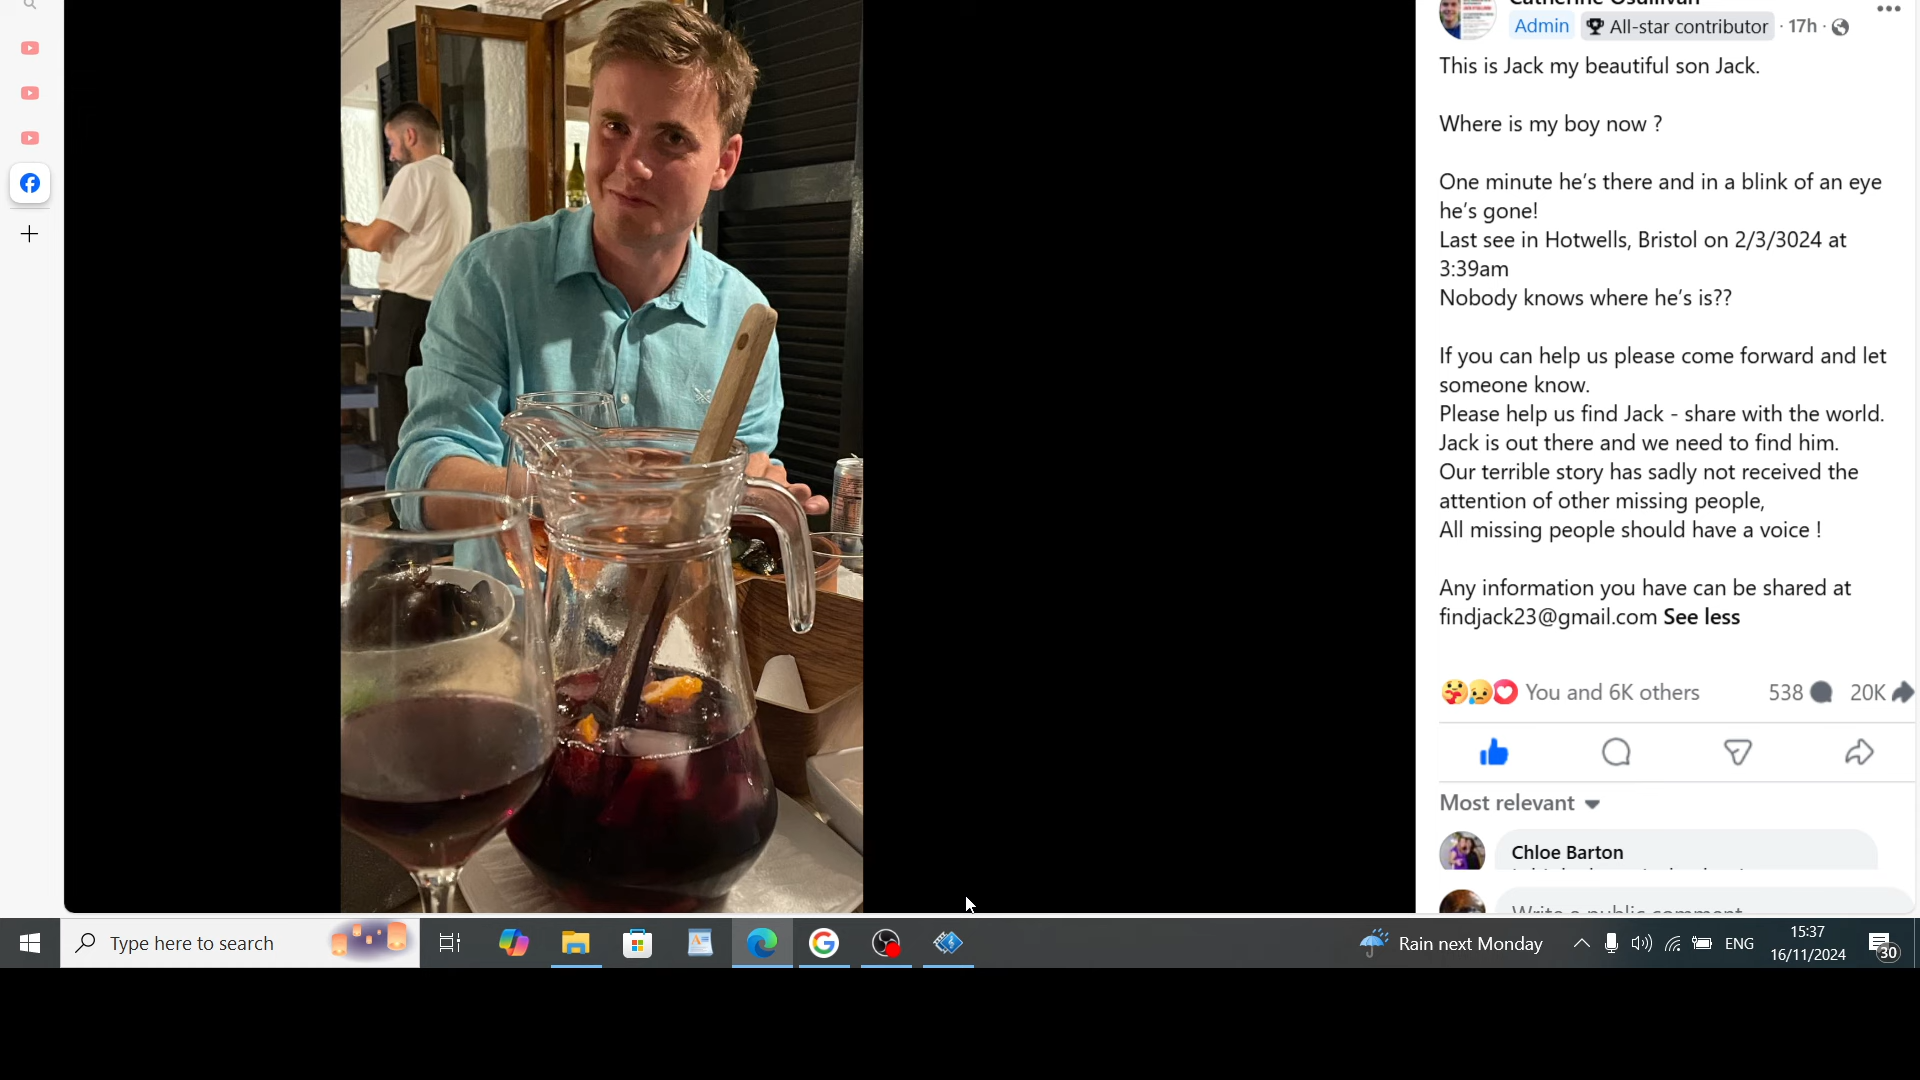 Admin All-star contributor · 17h ·
This is Jack my beautiful son Jack.
Where is my boy now ?
One minute he's there and in a blink of an eye
he's gone!
Last see in Hotwells, Bristol on 2/3/3024 at
3:39am
Nobody knows where he's is??
If you can help us please come forward and let
someone know.
Please help us find Jack - share with the world.
Jack is out there and we need to find him.
Our terrible story has sadly not received the
attention of other missing people,
All missing people should have a voice !
Any information you have can be shared at
findjack23@gmail.com See less
You and 6K others 538 20K
Most relevant
Chloe Barton
Write a public comment
Type here to search
Rain next Monday
ENG
15:37
16/11/2024
30